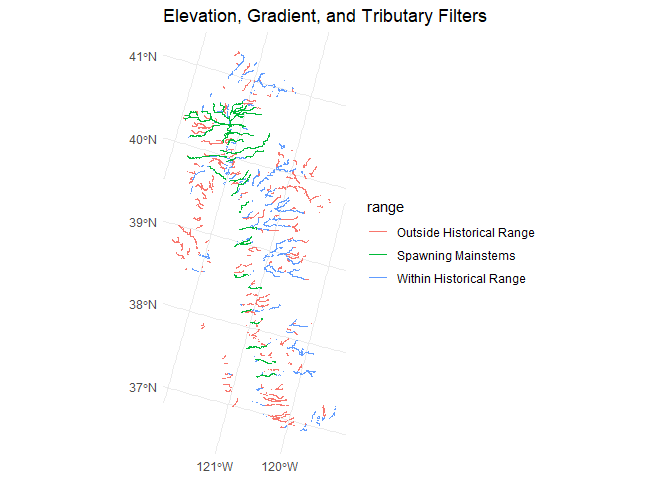 Elevation, Gradient, and Tributary Filters
41°N
40°N
39°N
38°N
37°N
121°W
120°W
range
Outside Historical Range
Spawning Mainstems
Within Historical Range